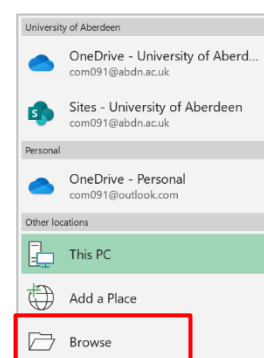 University of Aberdeen
OneDrive - University of Aberd...
com091@abdn.ac.uk
S
Sites - University of Aberdeen
com091@abdn.ac.uk
Personal
OneDrive - Personal
com091@outlook.com
Other locations
This PC
Add a Place
Browse